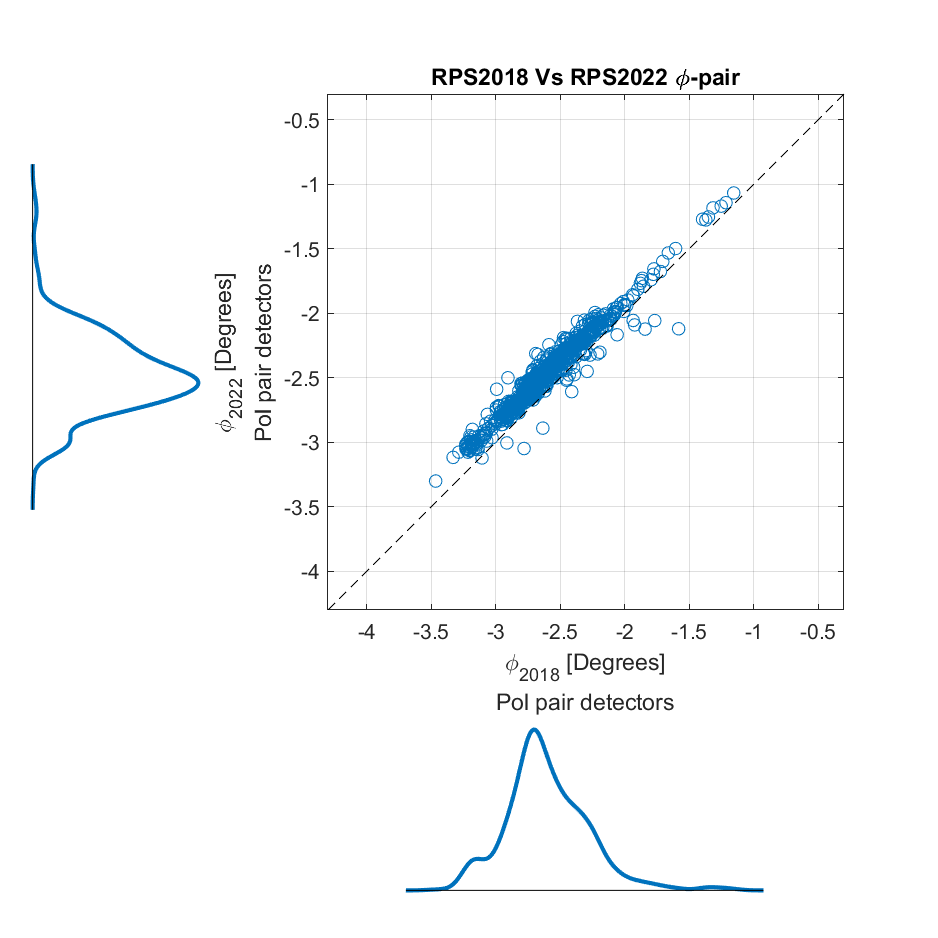 RPS2018 Vs RPS2022 ϕ-pair
ϕ2022 [Degrees]
Pol pair detectors
-0.5
-1
-1.5
-2
-2.5
-3
-3.5
-4
-4 -3.5 -3 -2.5 -2 -1.5 -1 -0.5
ϕ2018 [Degrees]
Pol pair detectors